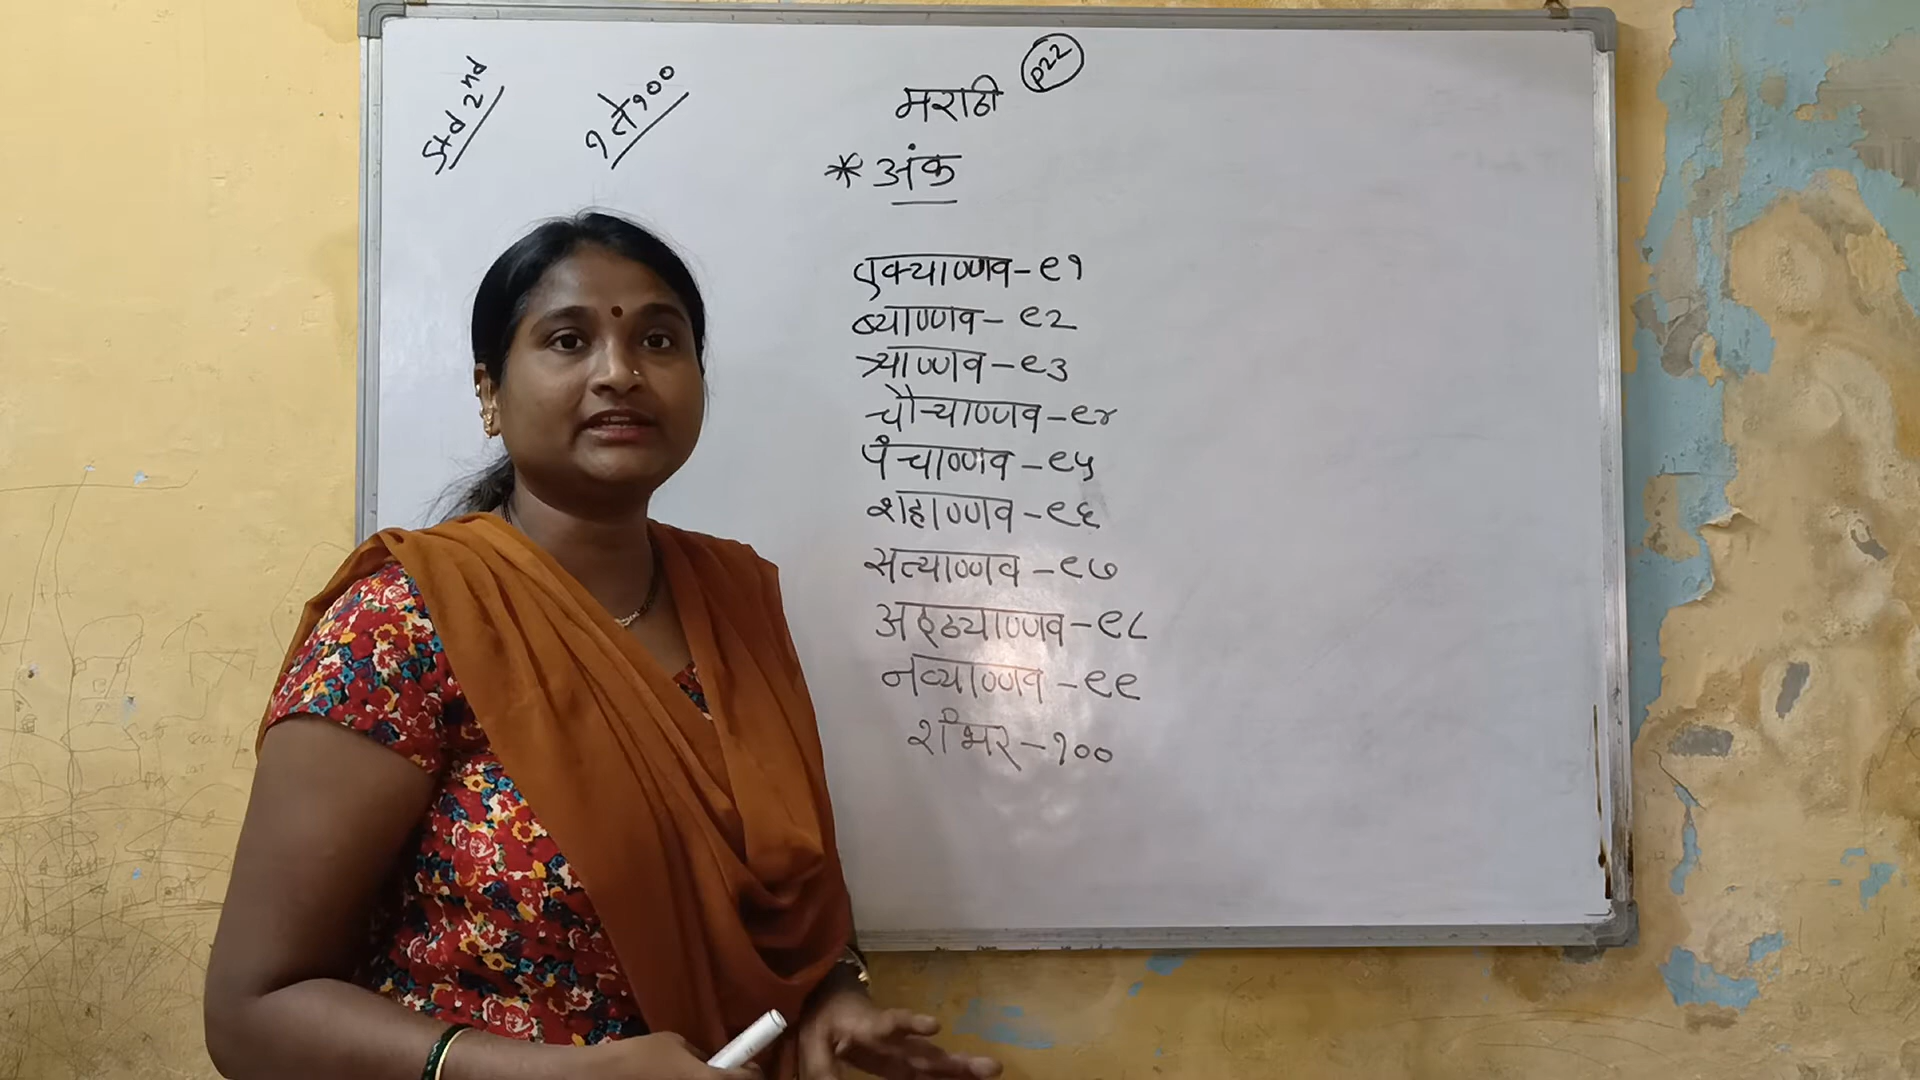 Std 2nd
१ ते १००
P22
मराठी
* अंक
एक्याण्णव - ९१
ब्याण्णव - ९२
त्र्याण्णव - ९३
चौऱ्याण्णव - ९४
पंचाण्णव - ९५
शहाण्णव - ९६
सत्याण्णव - ९७
अठ्ठ्याण्णव - ९८
नव्याण्णव - ९९
शंभर - १००